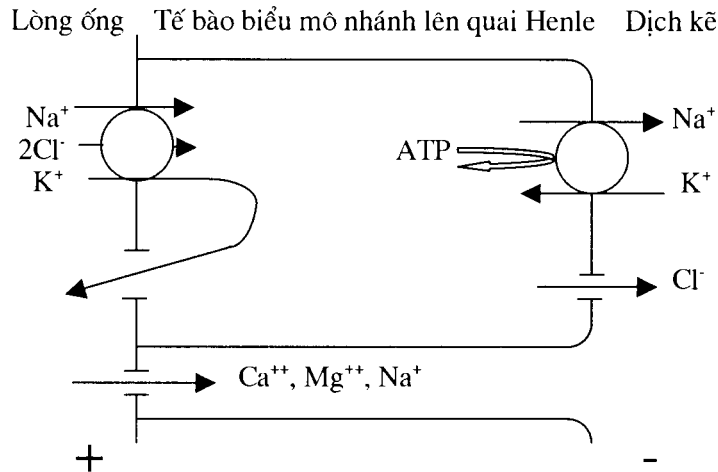 Lòng ống Tế bào biểu mô nhánh lên quai Henle Dịch kẽ
Na⁺
2Cl⁻
K⁺
ATP
Na⁺
K⁺
Cl⁻
Ca⁺⁺, Mg⁺⁺, Na⁺
+ -